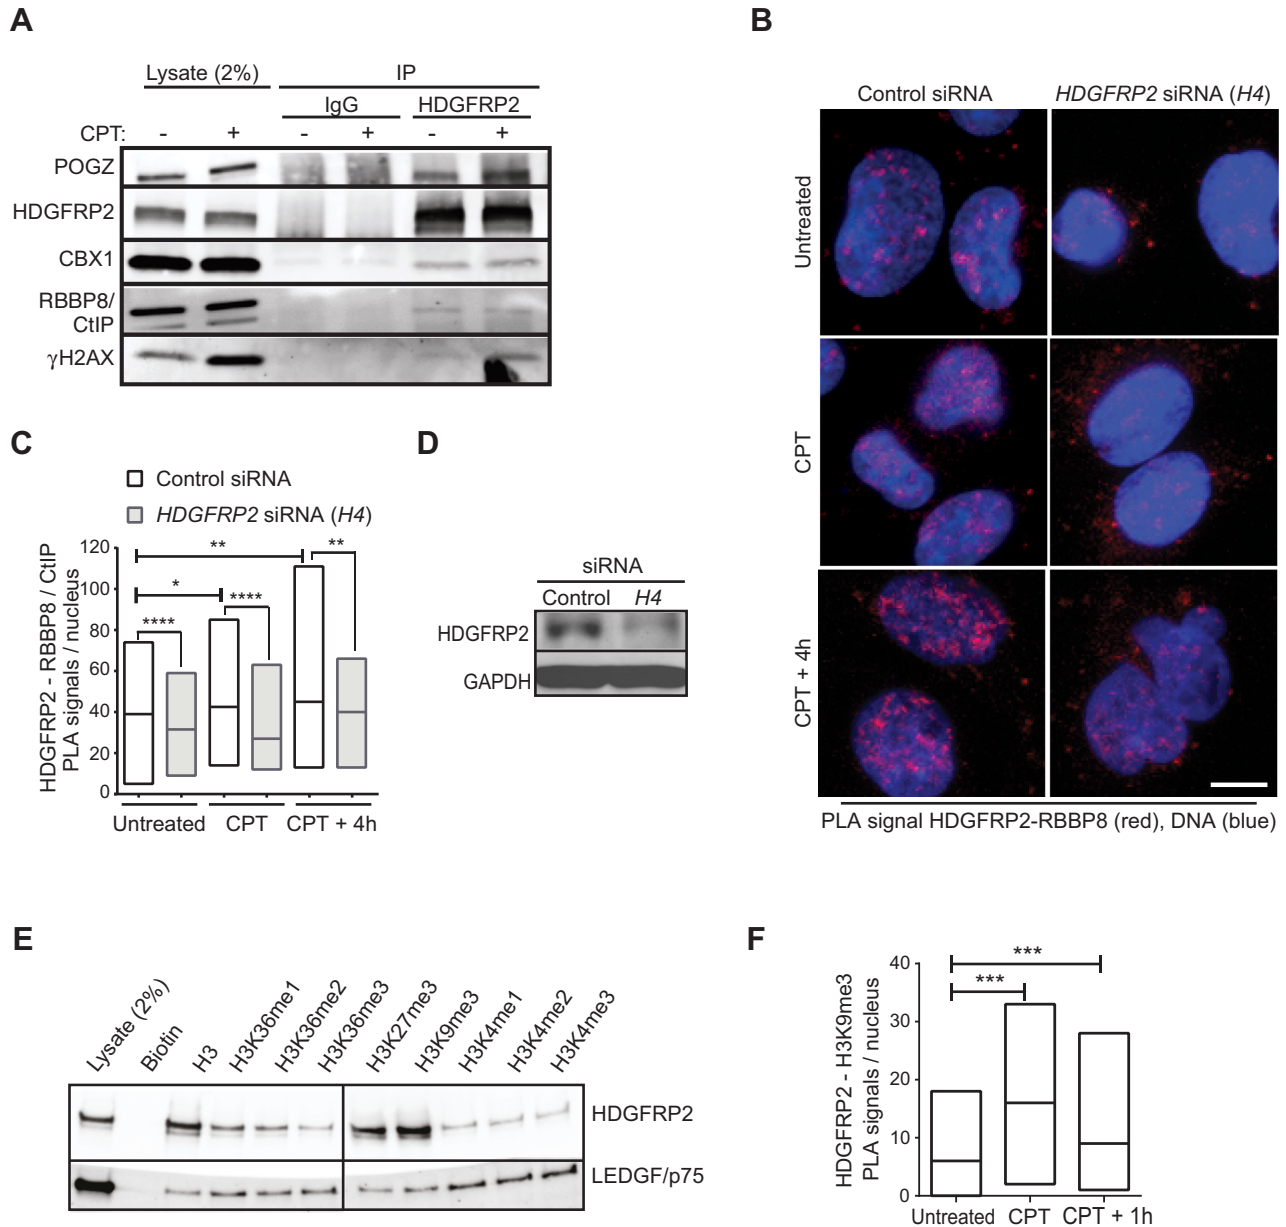 A
Lysate (2%)
IP
IgG
HDGFRP2
CPT:
-
+
-
+
-
+
POGZ
HDGFRP2
CBX1
RBBP8/
CtIP
γH2AX
B
Control siRNA
HDGFRP2 siRNA (H4)
Untreated
CPT
CPT + 4h
PLA signal HDGFRP2-RBBP8 (red), DNA (blue)
C
Control siRNA
HDGFRP2 siRNA (H4)
HDGFRP2 - RBBP8 / CtIP
PLA signals / nucleus
120
100
80
60
40
20
0
**
**
*
****
****
Untreated
CPT
CPT + 4h
D
siRNA
Control
H4
HDGFRP2
GAPDH
E
Lysate (2%)
Biotin
H3
H3K36me1
H3K36me2
H3K36me3
H3K27me3
H3K9me3
H3K4me1
H3K4me2
H3K4me3
HDGFRP2
LEDGF/p75
F
HDGFRP2 - H3K9me3
PLA signals / nucleus
40
30
20
10
0
***
***
Untreated
CPT
CPT + 1h